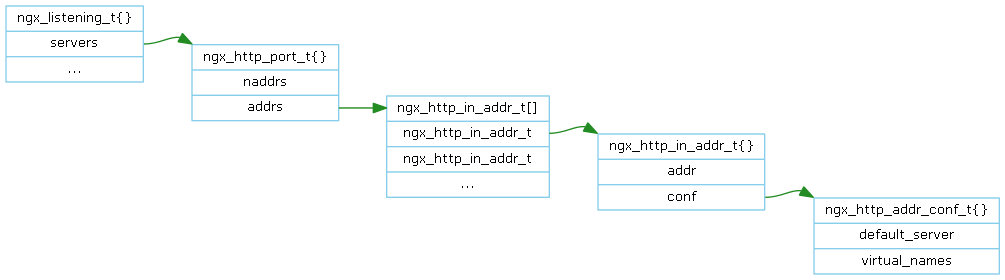 ngx_listening_t{}
servers
...
ngx_http_port_t{}
naddrs
addrs
ngx_http_in_addr_t[]
ngx_http_in_addr_t
ngx_http_in_addr_t
...
ngx_http_in_addr_t{}
addr
conf
ngx_http_addr_conf_t{}
default_server
virtual_names